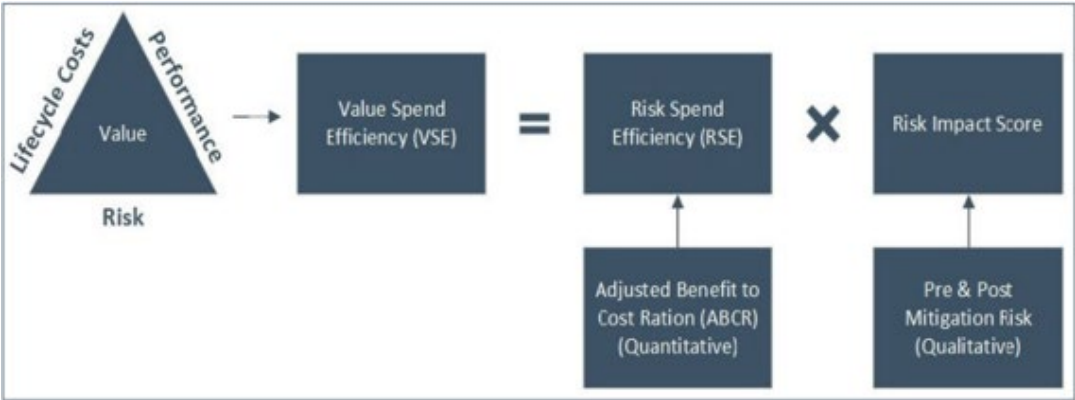 Lifecycle Costs
Performance
Value
Risk
Value Spend
Efficiency (VSE)
=
Risk Spend
Efficiency (RSE)
×
Risk Impact Score
Adjusted Benefit to
Cost Ration (ABCR)
(Quantitative)
Pre & Post
Mitigation Risk
(Qualitative)